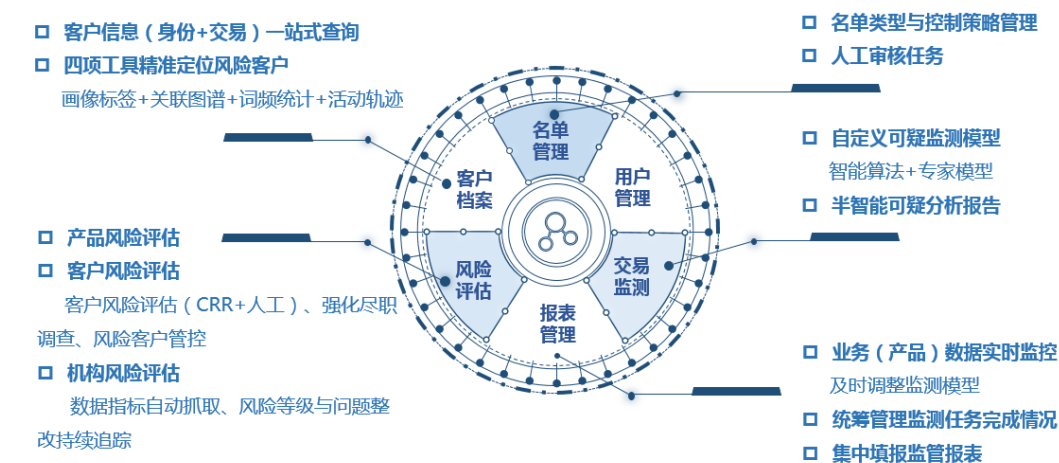 客户信息（身份+交易）一站式查询
四项工具精准定位风险客户
画像标签+关联图谱+词频统计+活动轨迹
产品风险评估
客户风险评估
客户风险评估（CRR+人工）、强化尽职
调查、风险客户管控
机构风险评估
数据指标自动抓取、风险等级与问题整
改持续追踪
名单
管理
客户
档案
用户
管理
风险
评估
交易
监测
报表
管理
名单类型与控制策略管理
人工审核任务
自定义可疑监测模型
智能算法+专家模型
半智能可疑分析报告
业务（产品）数据实时监控
及时调整监测模型
统筹管理监测任务完成情况
集中填报监管报表